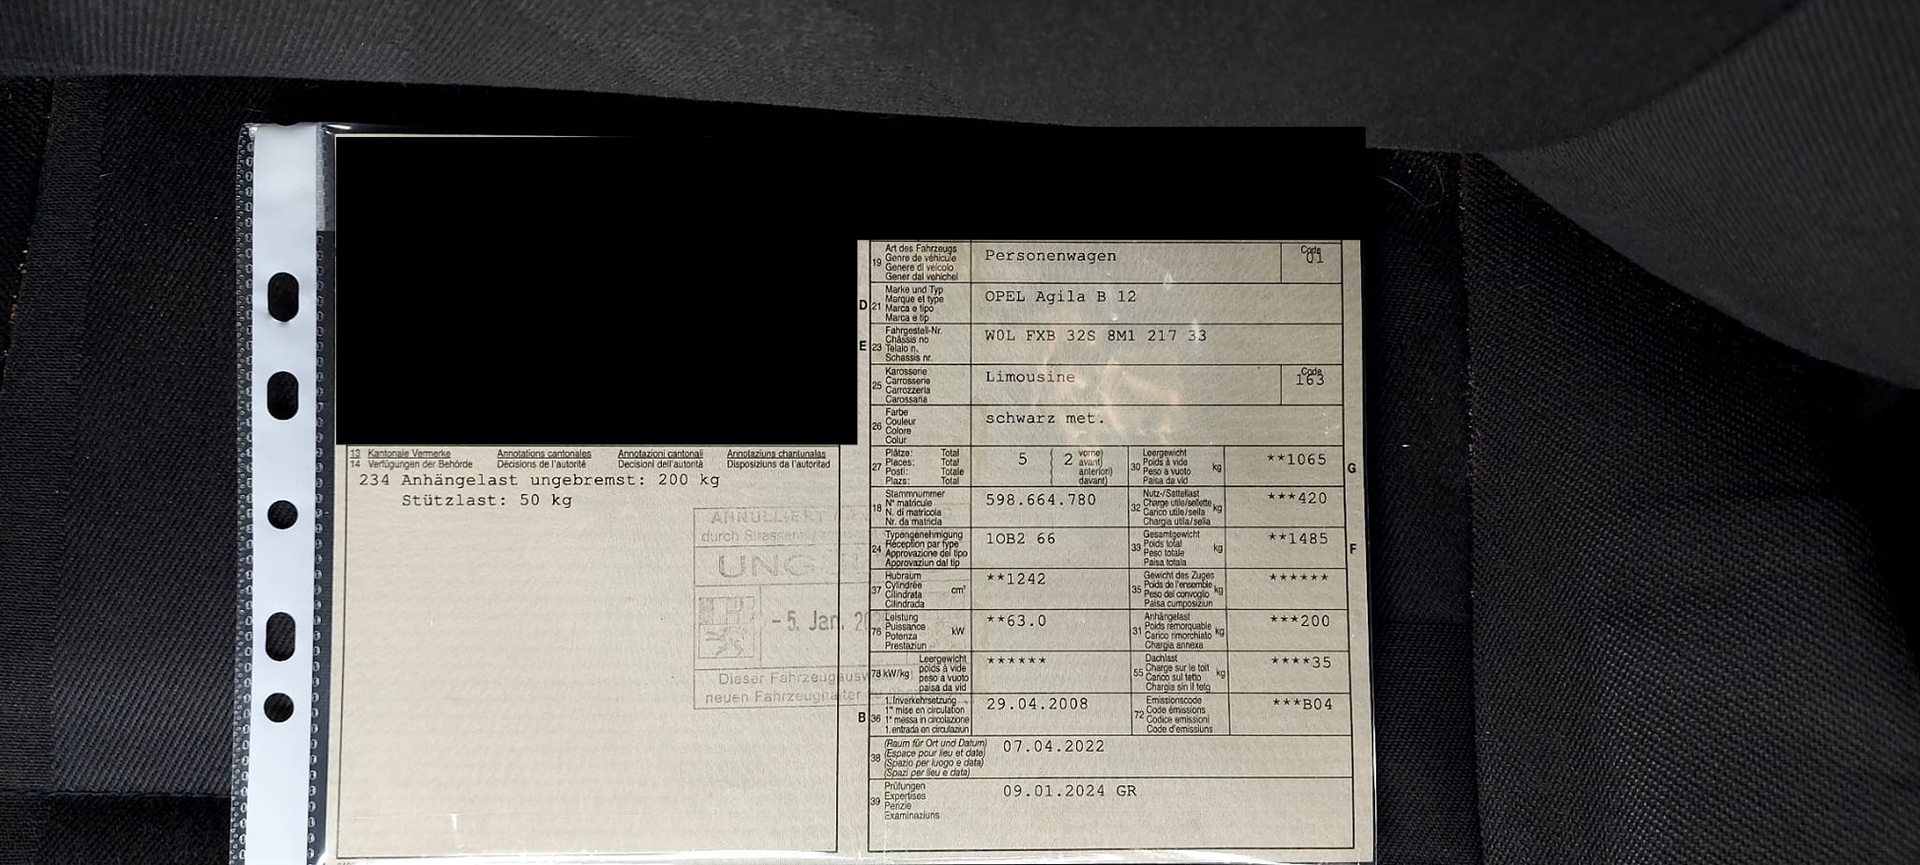 19 Art des Fahrzeugs
Genre de véhicule
Genere di veicolo
Gener dal vehichel
Personenwagen
Code
01
D 21 Marke und Typ
Marque et type
Marca e tipo
Marca e tip
OPEL Agila B 12
E 23 Fahrgestell-Nr.
Châssis no
Telaio n.
Schassis nr.
W0L FXB 32S 8M1 217 33
25 Karosserie
Carrosserie
Carrozzeria
Carossaria
Limousine
Code
163
26 Farbe
Couleur
Colore
Colur
schwarz met.
13 Kantonale Vermerke Annotations cantonales Annotazioni cantonali Annotaziuns chantunalas
14 Verfügungen der Behörde Décisions de l'autorité Decisioni dell'autorità Disposiziuns da l'autoritad
234 Anhängelast ungebremst: 200 kg
Stützlast: 50 kg
ANNULLIERT
durch Strassen
UNG
- 5. Jan. 20
Dieser Fahrzeugausw
neuen Fahrzeughalter
27 Plätze: Total
Places: Total
Posti: Totale
Plazs: Total
5 ( 2 vorne)
avant)
anteriori)
davant)
30 Leergewicht
Poids à vide
Peso a vuoto
Paisa da vid
kg **1065 G
18 Stammnummer
N° matricule
N. di matricola
Nr. da matricla
598.664.780
32 Nutz-/Sattellast
Charge utile/sellette
Carico utile/sella
Chargia utila/sella
kg ***420
24 Typengenehmigung
Réception par type
Approvazione del tipo
Approvaziun dal tip
1OB2 66
33 Gesamtgewicht
Poids total
Peso totale
Paisa totala
kg **1485 F
37 Hubraum
Cylindrée
Cilindrata
Cilindrada
cm³ **1242
35 Gewicht des Zuges
Poids de l'ensemble
Peso del convoglio
Paisa cumposiziun
kg ******
76 Leistung
Puissance
Potenza
Prestaziun
kW **63.0
31 Anhängelast
Poids remorquable
Carico rimorchiato
Chargia annexa
kg ***200
78 kW/kg) Leergewicht
poids à vide
peso a vuoto
paisa da vid
******
55 Dachlast
Charge sur le toit
Carico sul tetto
Chargia sin il tetg
kg ****35
B 36 1. Inverkehrsetzung
1re mise en circulation
1a messa in circolazione
1. entrada en circulaziun
29.04.2008
72 Emissionscode
Code émissions
Codice emissioni
Code d'emissiuns
***B04
38 (Raum für Ort und Datum)
(Espace pour lieu et date)
(Spazio per luogo e data)
(Spazi per lieu e data)
07.04.2022
39 Prüfungen
Expertises
Perizie
Examinaziuns
09.01.2024 GR